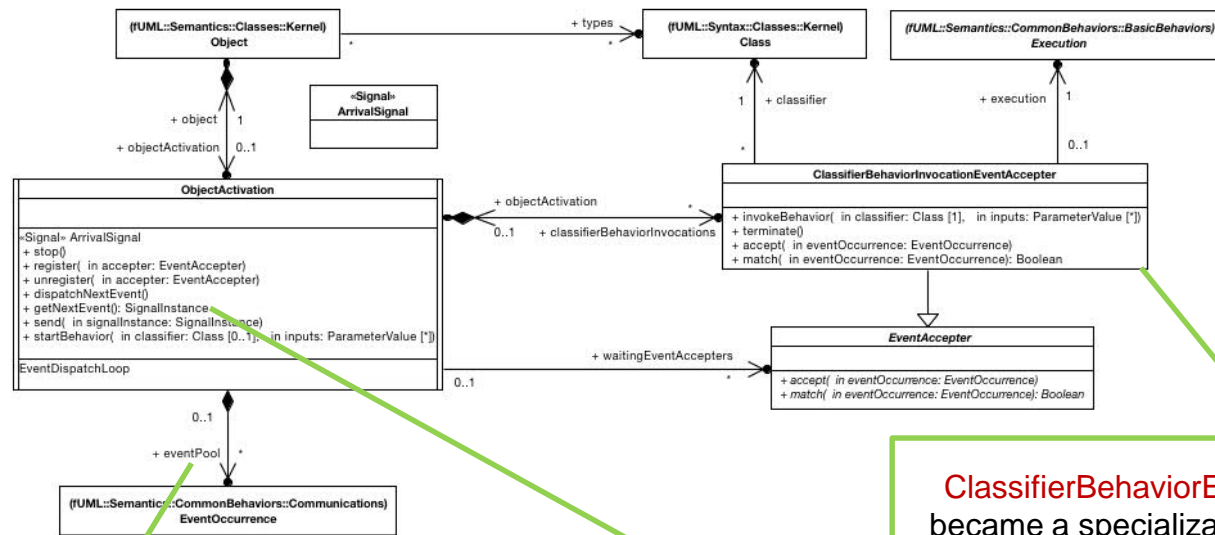 (fUML::Semantics::Classes::Kernel)
Object
+ types
*
*
(fUML::Syntax::Classes::Kernel)
Class
(fUML::Semantics::CommonBehaviors::BasicBehaviors)
Execution
«Signal»
ArrivalSignal
+ object
1
+ objectActivation
0..1
1
+ classifier
*
+ execution
1
0..1
ObjectActivation
«Signal» ArrivalSignal
+ stop()
+ register( in accepter: EventAccepter)
+ unregister( in accepter: EventAccepter)
+ dispatchNextEvent()
+ getNextEvent(): SignalInstance
+ send( in signalInstance: SignalInstance)
+ startBehavior( in classifier: Class [0..1], in inputs: ParameterValue [*])
EventDispatchLoop
+ objectActivation
*
0..1
+ classifierBehaviorInvocations
ClassifierBehaviorInvocationEventAccepter
+ invokeBehavior( in classifier: Class [1], in inputs: ParameterValue [*])
+ terminate()
+ accept( in eventOccurrence: EventOccurrence)
+ match( in eventOccurrence: EventOccurrence): Boolean
+ waitingEventAccepters
0..1
*
EventAccepter
+ accept( in eventOccurrence: EventOccurrence)
+ match( in eventOccurrence: EventOccurrence): Boolean
0..1
+ eventPool
*
(fUML::Semantics::CommonBehaviors::Communications)
EventOccurrence
ClassifierBehaviorE
became a specializa